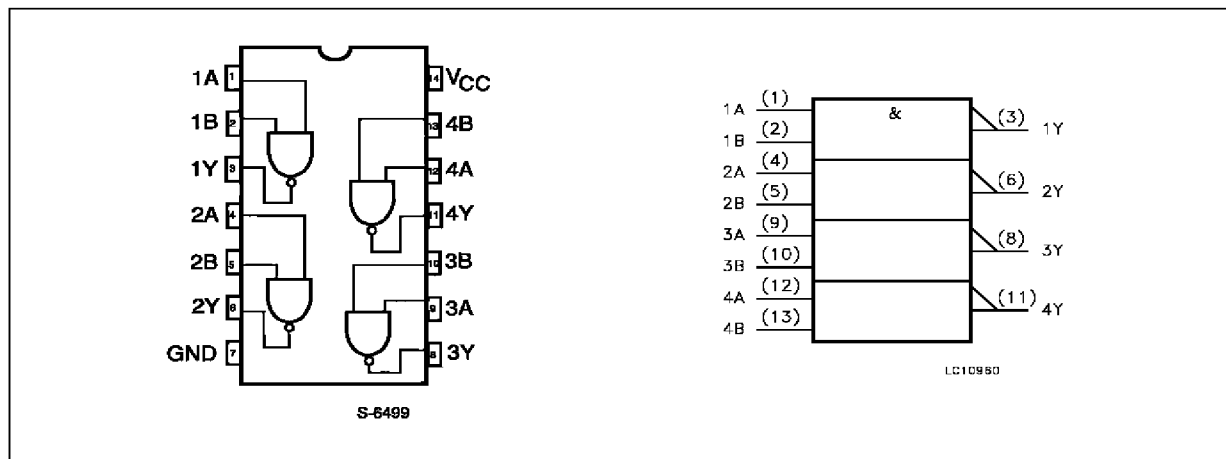 1A 1 14 VCC
1B 2 13 4B
1Y 3 12 4A
2A 4 11 4Y
2B 5 10 3B
2Y 6 9 3A
GND 7 8 3Y
S-6499
&
1A (1)
1B (2)
2A (4)
2B (5)
3A (9)
3B (10)
4A (12)
4B (13)
(3) 1Y
(6) 2Y
(8) 3Y
(11) 4Y
LC10960